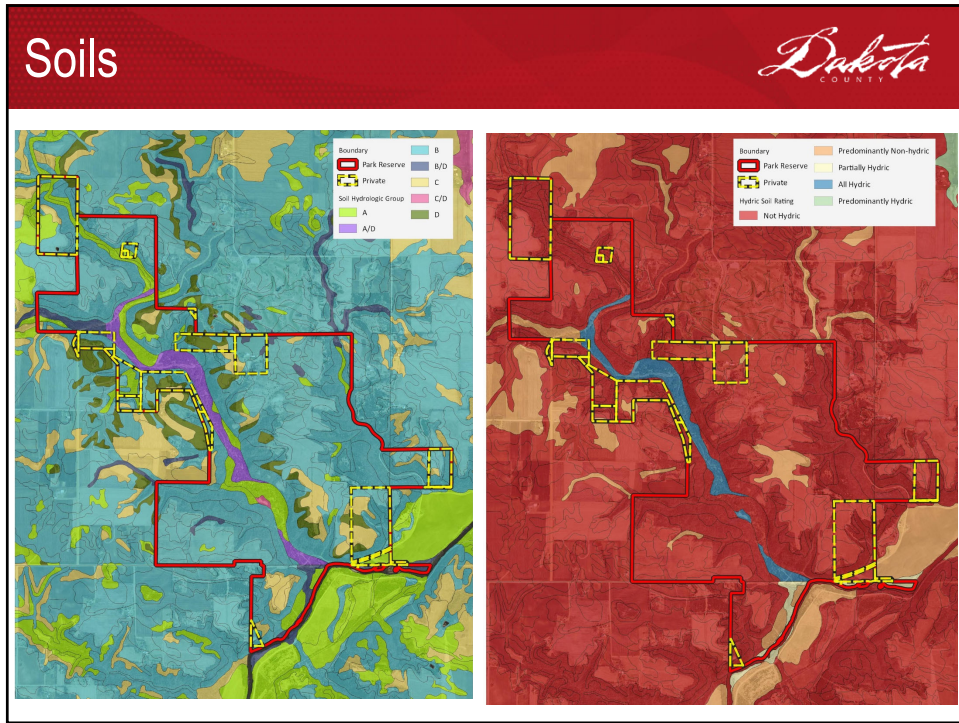 Soils
Dakota
COUNTY
Boundary
Park Reserve
Private
Soil Hydrologic Group
A
A/D
B
B/D
C
C/D
D
Boundary
Park Reserve
Private
Hydric Soil Rating
Not Hydric
Predominantly Non-hydric
Partially Hydric
All Hydric
Predominantly Hydric